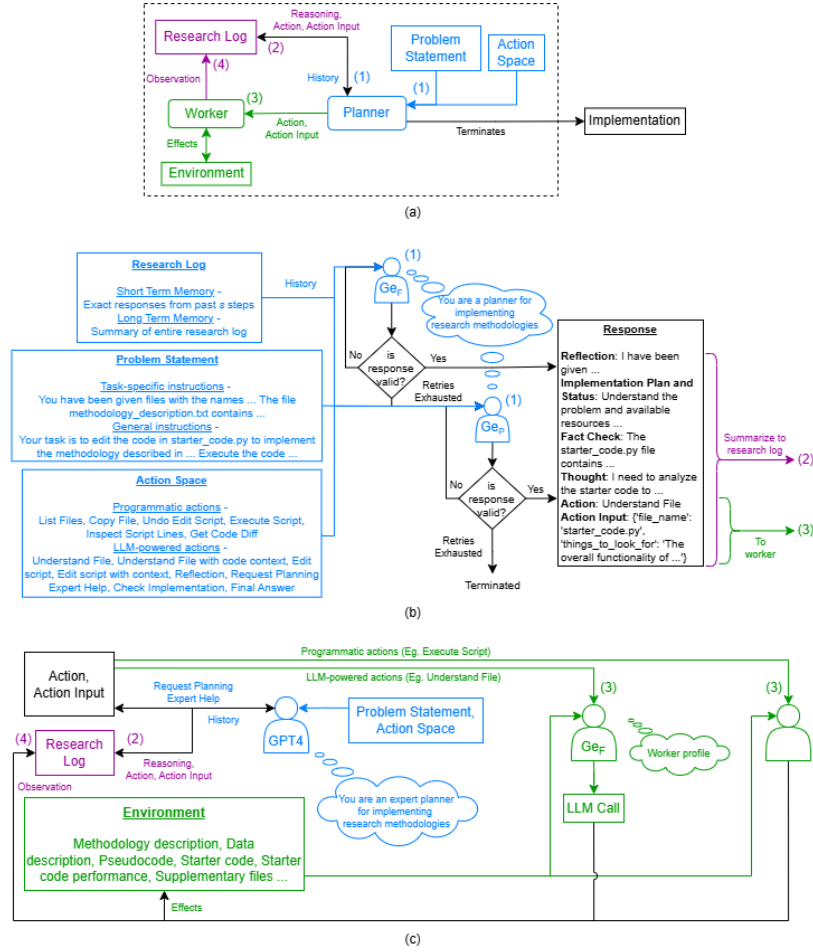 Reasoning,
Action, Action Input
Research Log
(2)
(4)
Observation
History
(1)
Problem
Statement
Action
Space
(1)
(3)
Worker
Action,
Action Input
Planner
Terminates
Implementation
Effects
Environment
(a)
Research Log
Short Term Memory -
Exact responses from past s steps
Long Term Memory -
Summary of entire research log
History
(1)
Ge_F
You are a planner for
implementing
research methodologies
No
is
response
valid?
Yes
Retries
Exhausted
Problem Statement
Task-specific instructions -
You have been given files with the names ... The file
methodology_description.txt contains ...
General instructions -
Your task is to edit the code in starter_code.py to implement
the methodology described in ... Execute the code ...
(1)
Ge_P
No
is
response
valid?
Yes
Retries
Exhausted
Terminated
Action Space
Programmatic actions -
List Files, Copy File, Undo Edit Script, Execute Script,
Inspect Script Lines, Get Code Diff
LLM-powered actions -
Understand File, Understand File with code context, Edit
script, Edit script with context, Reflection, Request Planning
Expert Help, Check Implementation, Final Answer
Response
Reflection: I have been
given ...
Implementation Plan and
Status: Understand the
problem and available
resources ...
Fact Check: The
starter_code.py file
contains ...
Thought: I need to analyze
the starter code to ...
Action: Understand File
Action Input: {'file_name':
'starter_code.py',
'things_to_look_for': 'The
overall functionality of ...'}
Summarize to
research log
(2)
To
worker
(3)
(b)
Action,
Action Input
Programmatic actions (Eg. Execute Script)
LLM-powered actions (Eg. Understand File)
Request Planning
Expert Help
History
GPT4
Problem Statement,
Action Space
(3)
(3)
Ge_F
Worker profile
LLM Call
(4)
Research
Log
(2)
Reasoning,
Action, Action Input
Observation
You are an expert planner
for implementing
research methodologies
Environment
Methodology description, Data
description, Pseudocode, Starter code, Starter
code performance, Supplementary files ...
Effects
(c)